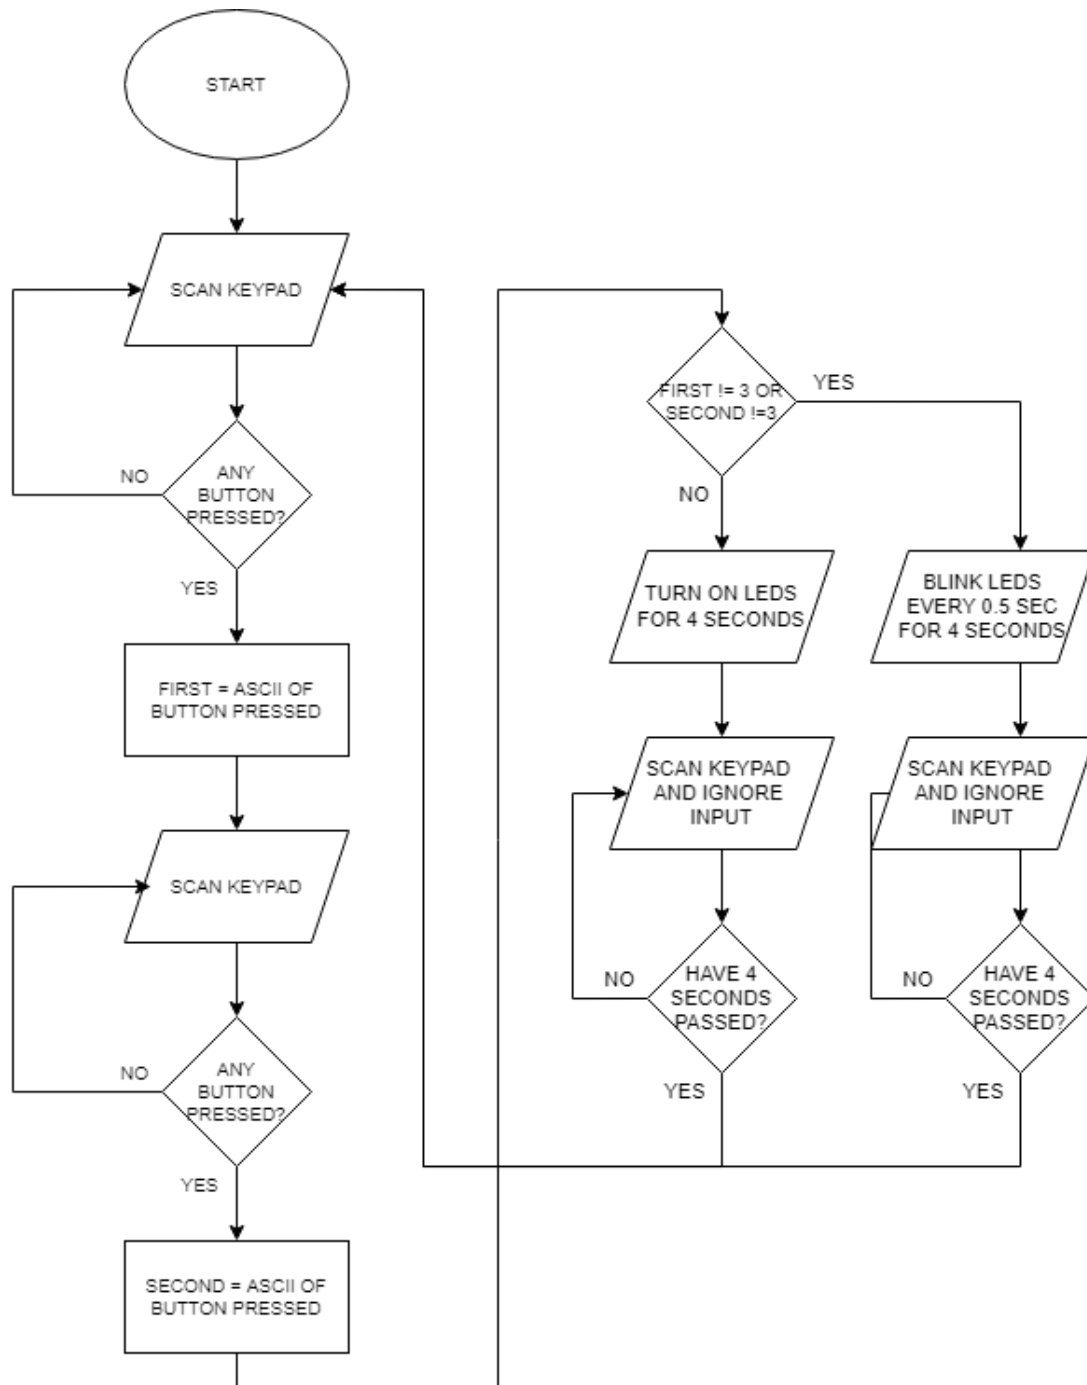 START
SCAN KEYPAD
NO
ANY
BUTTON
PRESSED?
YES
FIRST = ASCII OF
BUTTON PRESSED
SCAN KEYPAD
NO
ANY
BUTTON
PRESSED?
YES
SECOND = ASCII OF
BUTTON PRESSED
FIRST != 3 OR
SECOND !=3
YES
NO
TURN ON LEDS
FOR 4 SECONDS
SCAN KEYPAD
AND IGNORE
INPUT
NO
HAVE 4
SECONDS
PASSED?
YES
BLINK LEDS
EVERY 0.5 SEC
FOR 4 SECONDS
SCAN KEYPAD
AND IGNORE
INPUT
NO
HAVE 4
SECONDS
PASSED?
YES